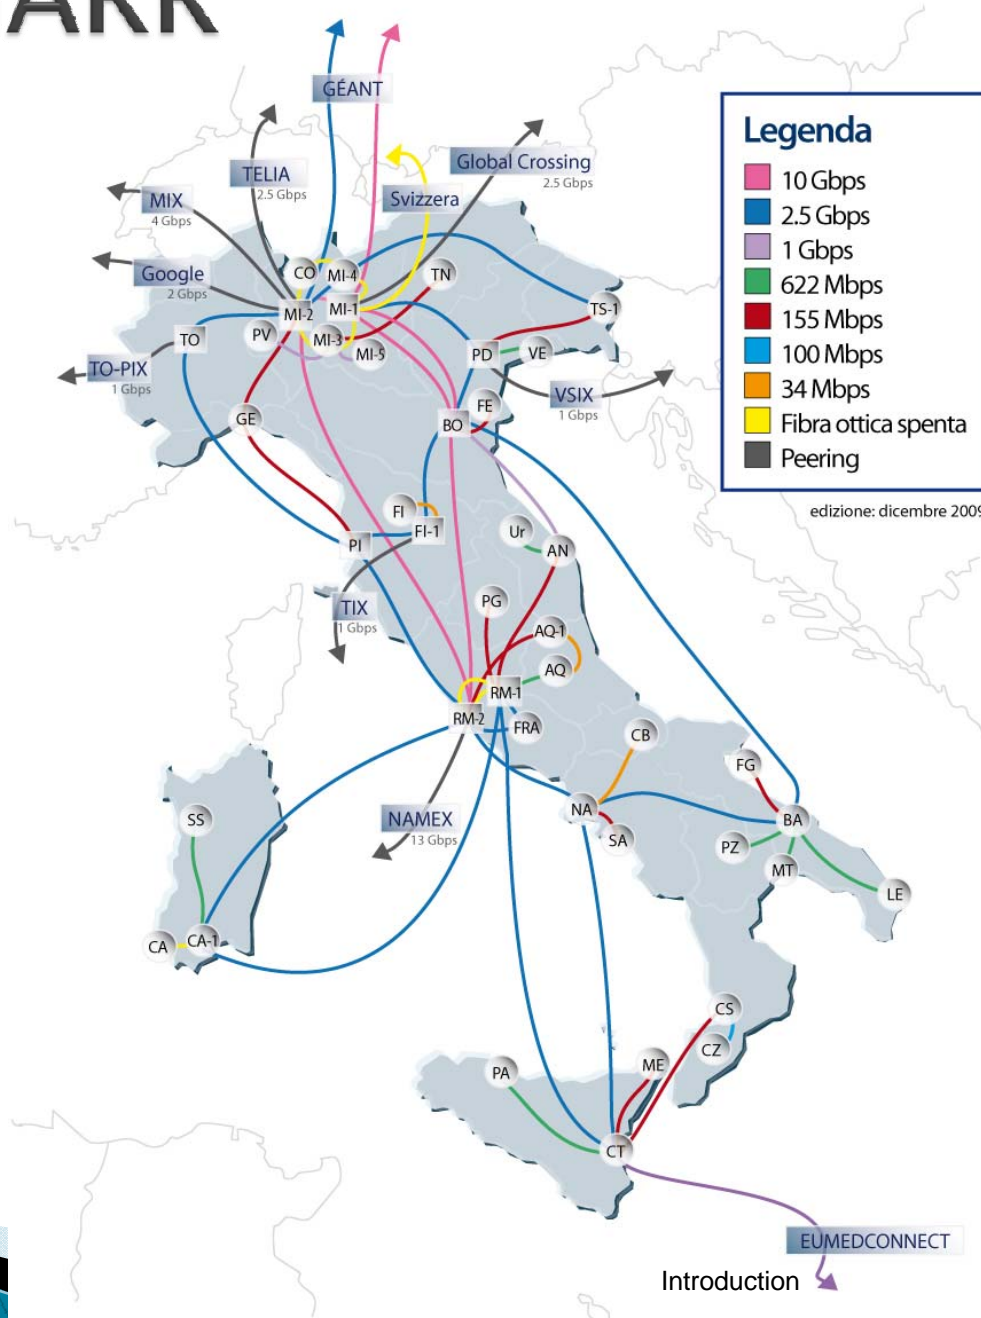 ARR
GÉANT
TELIA
2.5 Gbps
Global Crossing
2.5 Gbps
MIX
4 Gbps
Svizzera
Google
2 Gbps
CO
MI-4
TN
MI-2
MI-1
TS-1
TO
PV
MI-3
MI-5
PD
VE
TO-PIX
1 Gbps
VSIX
1 Gbps
GE
FE
BO
FI
FI-1
Ur
AN
PI
TIX
1 Gbps
PG
AQ-1
AQ
RM-1
RM-2
FRA
CB
FG
NAMEX
13 Gbps
NA
SA
BA
PZ
MT
LE
SS
CA
CA-1
CS
CZ
PA
ME
CT
EUMEDCONNECT
Legenda
10 Gbps
2.5 Gbps
1 Gbps
622 Mbps
155 Mbps
100 Mbps
34 Mbps
Fibra ottica spenta
Peering
edizione: dicembre 2009
Introduction